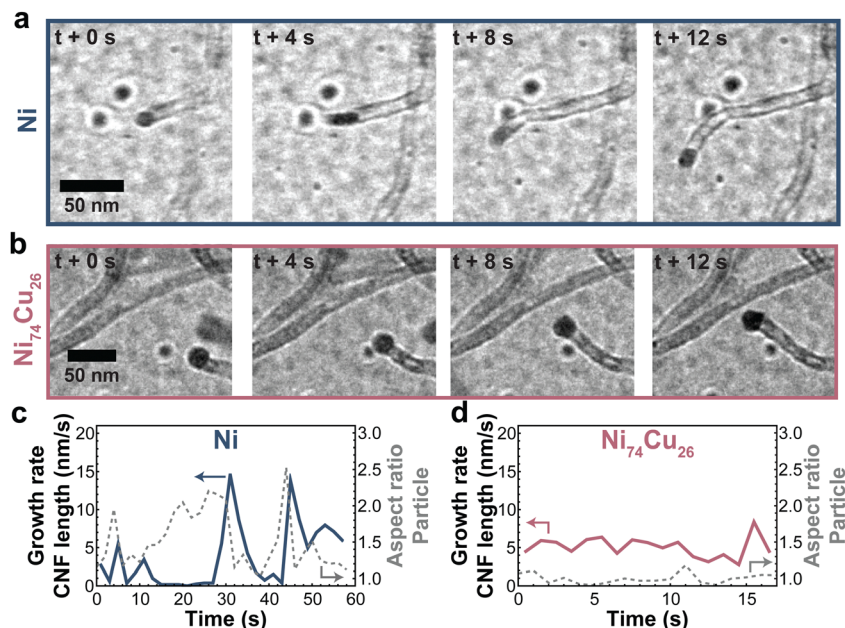 a
t + 0 s
t + 4 s
t + 8 s
t + 12 s
Ni
50 nm
b
t + 0 s
t + 4 s
t + 8 s
t + 12 s
Ni74Cu26
50 nm
c
Ni
Growth rate
CNF length (nm/s)
20
15
10
5
0
3.0
2.5
2.0
1.5
1.0
Aspect ratio
Particle
0 10 20 30 40 50 60
Time (s)
d
Ni74Cu26
Growth rate
CNF length (nm/s)
20
15
10
5
0
3.0
2.5
2.0
1.5
1.0
Aspect ratio
Particle
0 5 10 15
Time (s)